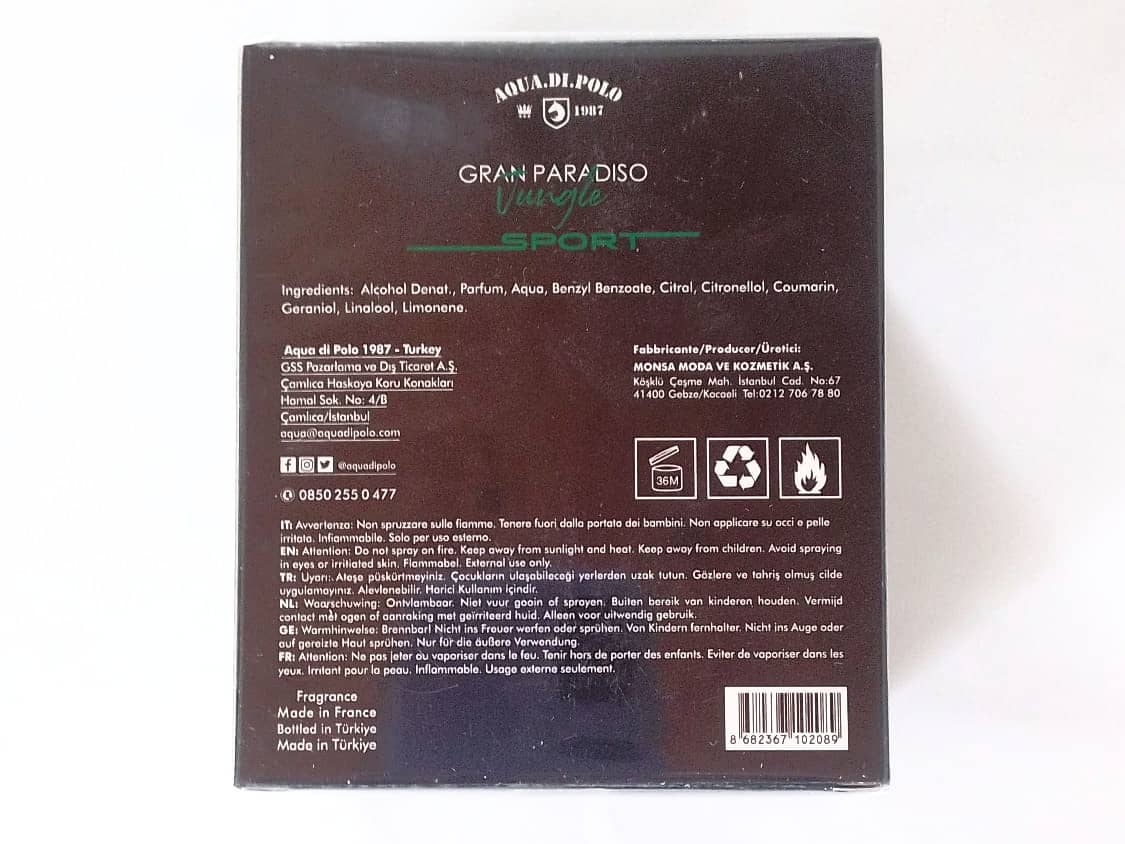 AQUA.DI.POLO
1987
GRAN PARADISO
Jungle
SPORT
Ingredients: Alcohol Denat., Parfum, Aqua, Benzyl Benzoate, Citral, Citronellol, Coumarin,
Geraniol, Linalool, Limonene.
Aqua di Polo 1987 - Turkey
GSS Pazarlama ve Dış Ticaret A.Ş.
Çamlıca Haskoya Koru Konakları
Hamal Sok. No: 4/B
Çamlıca/İstanbul
aqua@aquadipolo.com
@aquadipolo
0850 255 0 477
Fabbricante/Producer/Üretici:
MONSA MODA VE KOZMETİK A.Ş.
Köşklü Çeşme Mah. İstanbul Cad. No:67
41400 Gebze/Kocaeli Tel:0212 706 78 80
36M
IT: Avvertenza: Non spruzzare sulle fiamme. Tenere fuori dalla portata dei bambini. Non applicare su occi e pelle
irritata. Infiammabile. Solo per uso esterno.
EN: Attention: Do not spray on fire. Keep away from sunlight and heat. Keep away from children. Avoid spraying
in eyes or irritiated skin. Flammabel. External use only.
TR: Uyarı:. Ateşe püskürtmeyiniz. Çocukların ulaşabileceği yerlerden uzak tutun. Gözlere ve tahriş olmuş cilde
uygulamayınız. Alevlenebilir. Harici Kullanım içindir.
NL: Waarschuwing: Ontvlambaar. Niet vuur gooin of sprayen. Buiten bereik van kinderen houden. Vermijd
contact mèt ogen of aanraking met geïrriteerd huid. Alleen voor uitwendig gebruik.
GE: Warmhinweise: Brennbar! Nicht ins Freuer werfen oder sprühen. Von Kindern fernhalter. Nicht ins Auge oder
auf gereizte Haut sprühen. Nur für die äußere Verwendung.
FR: Attention: Ne pas jeter ou vaporiser dans le feu. Tenir hors de porter des enfants. Eviter de vaporiser dans les
yeux. Irritant pour la peau. Inflammable. Usage externe seulement.
Fragrance
Made in France
Bottled in Türkiye
Made in Türkiye
8 682367 102089